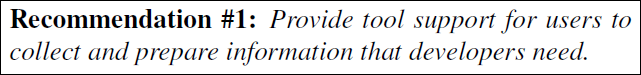 Recommendation #1: Provide tool support for users to
collect and prepare information that developers need.